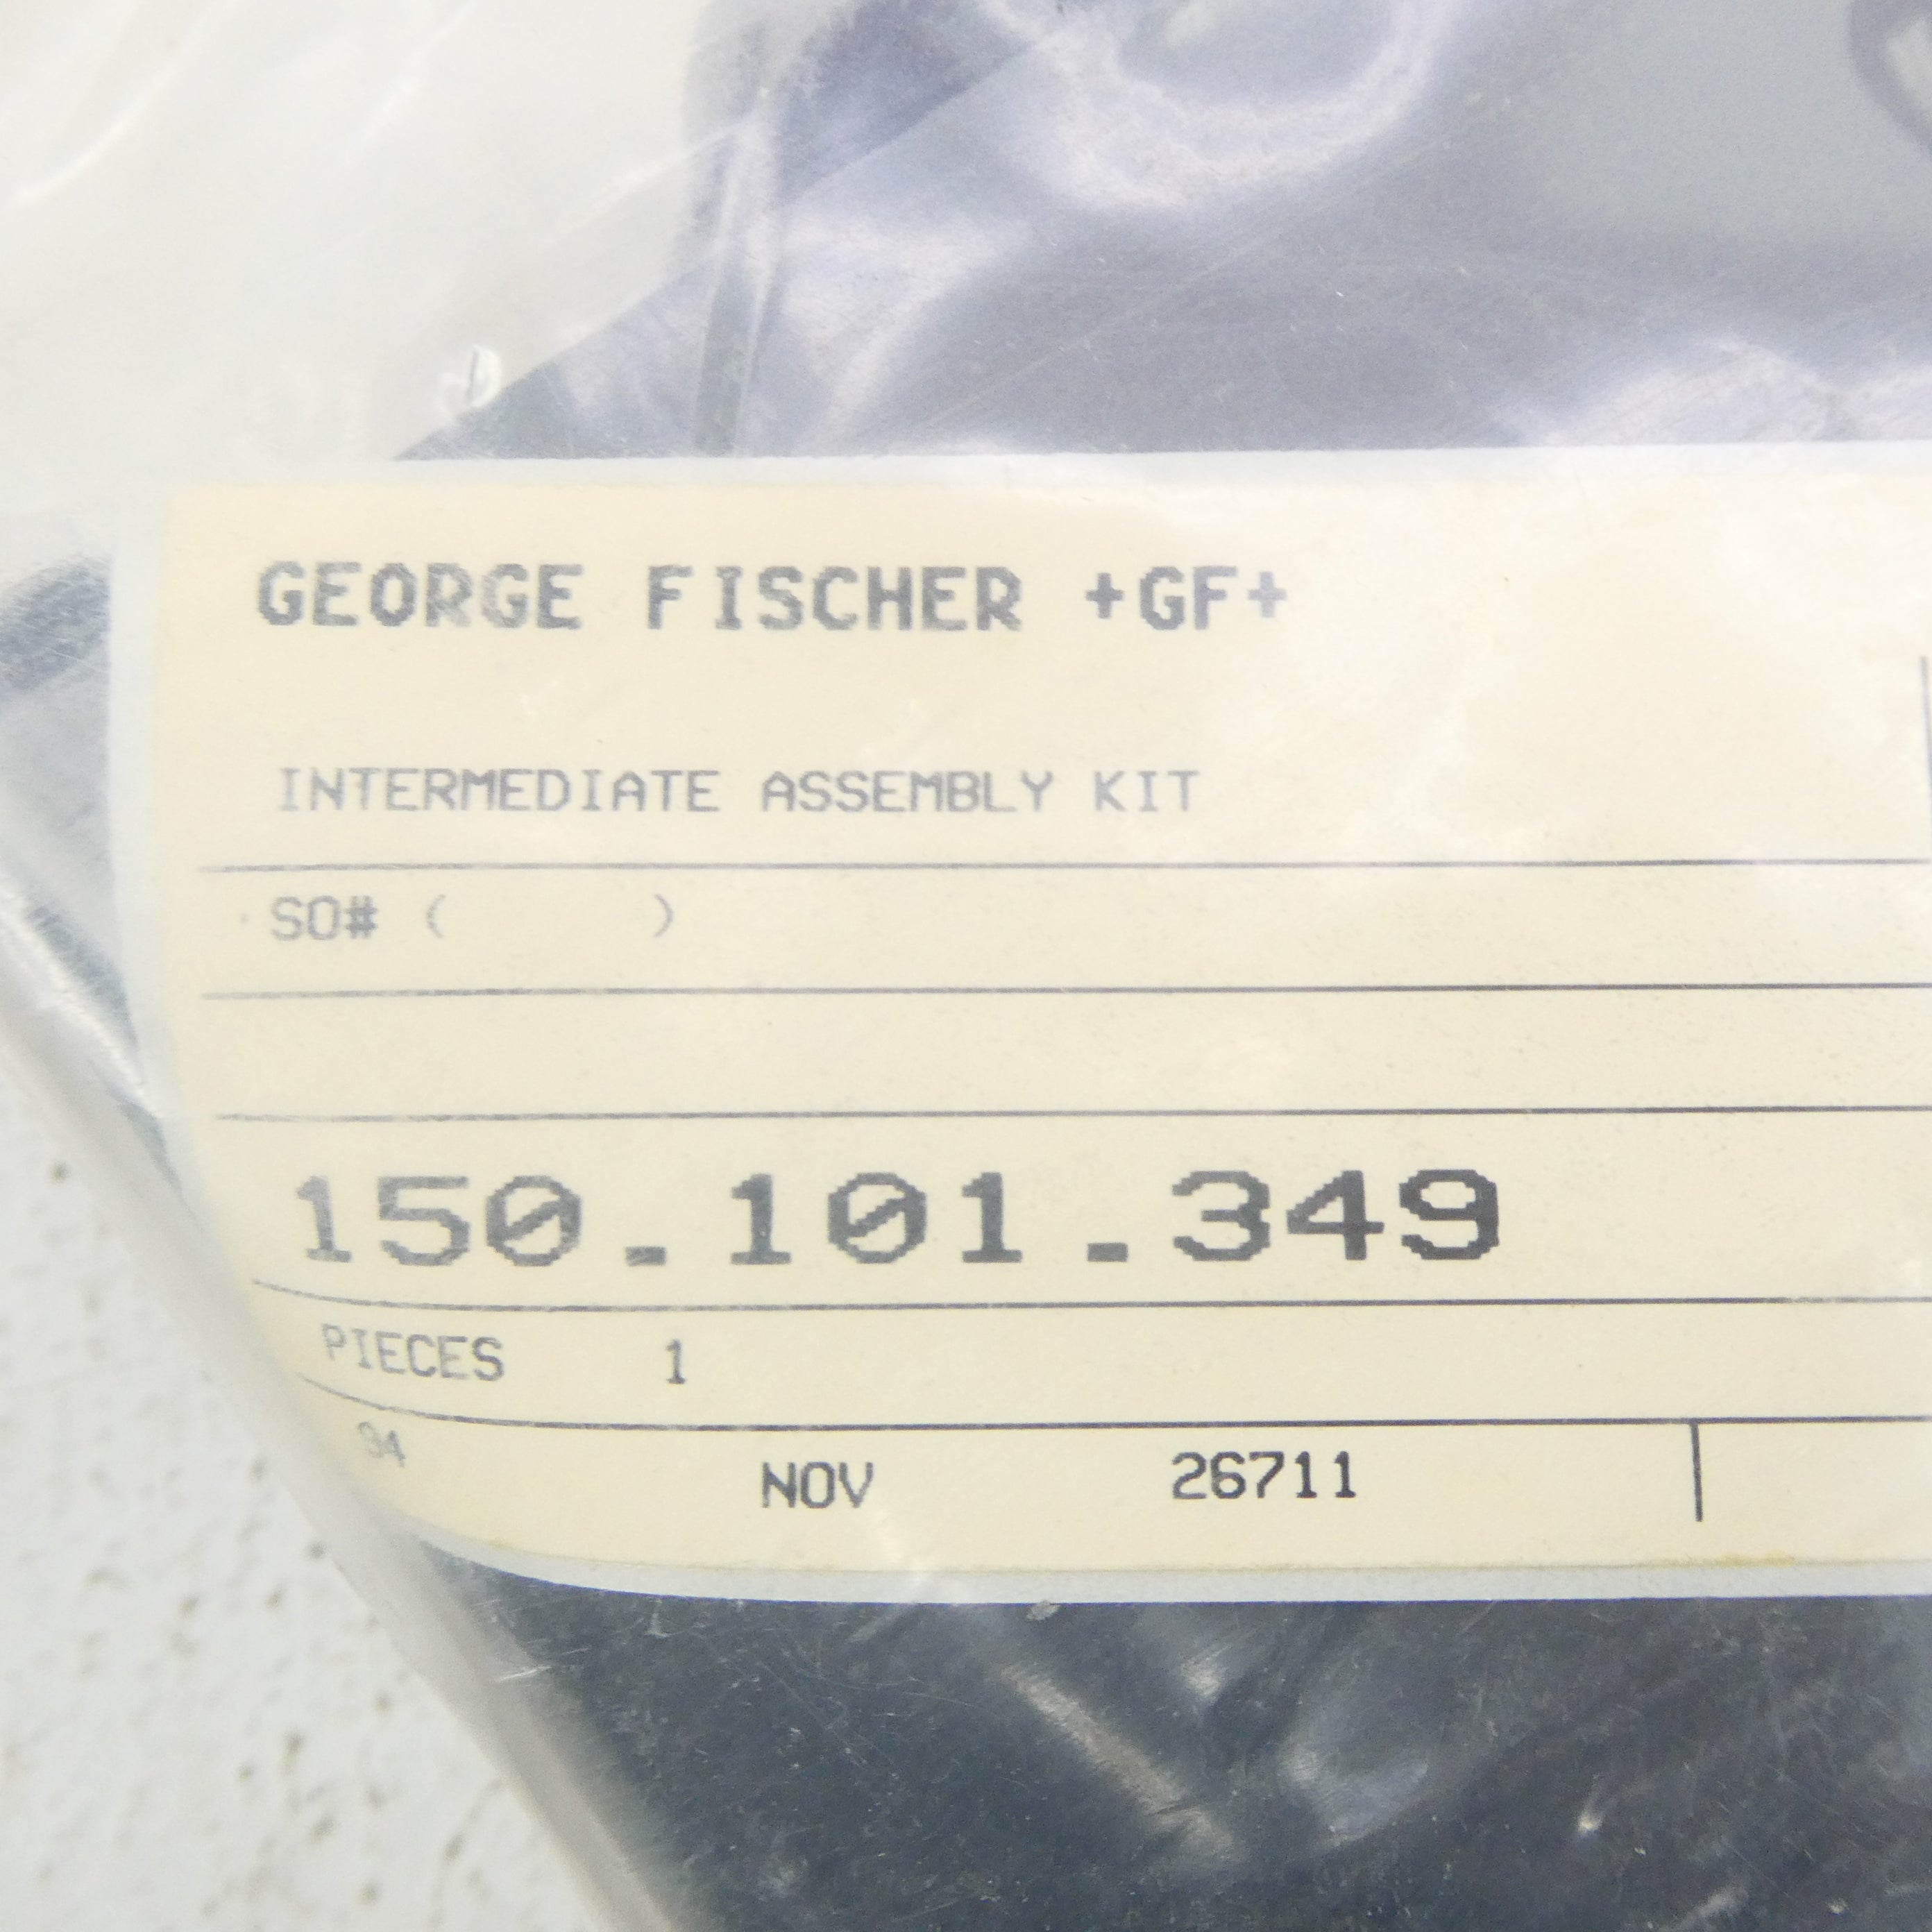 GEORGE FISCHER +GF+
INTERMEDIATE ASSEMBLY KIT
SO# ( )
150.101.349
PIECES 1
94 NOV 26711